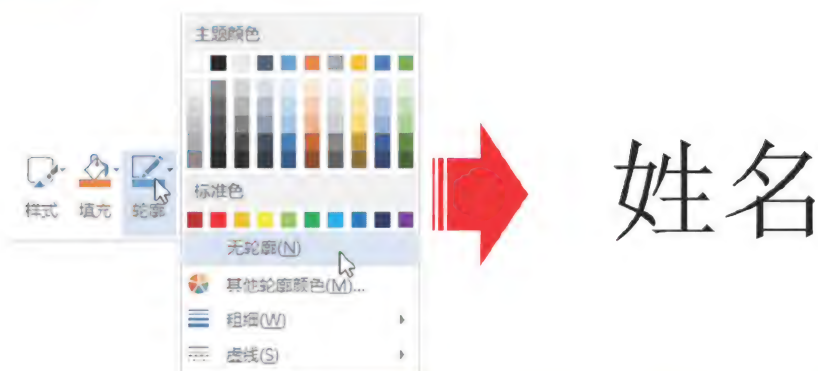 主题颜色
样式 填充 轮廓
标准色
无轮廓(N)
其他轮廓颜色(M)...
粗细(W)
虚线(S)
姓名